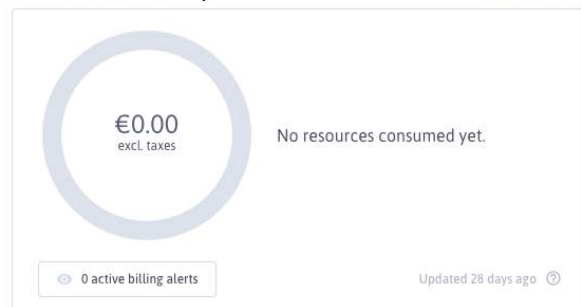 €0.00
excl. taxes
No resources consumed yet.
0 active billing alerts
Updated 28 days ago